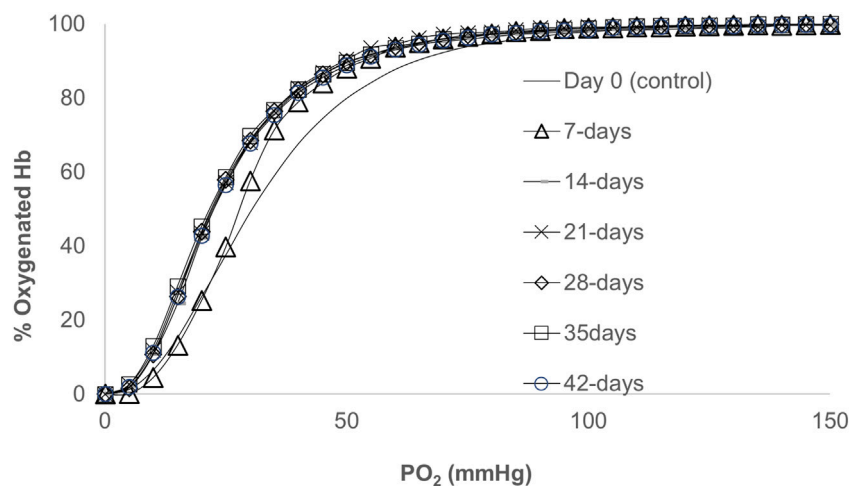 100
80
60
40
20
0
% Oxygenated Hb
Day 0 (control)
7-days
14-days
21-days
28-days
35days
42-days
0 50 100 150
PO₂ (mmHg)